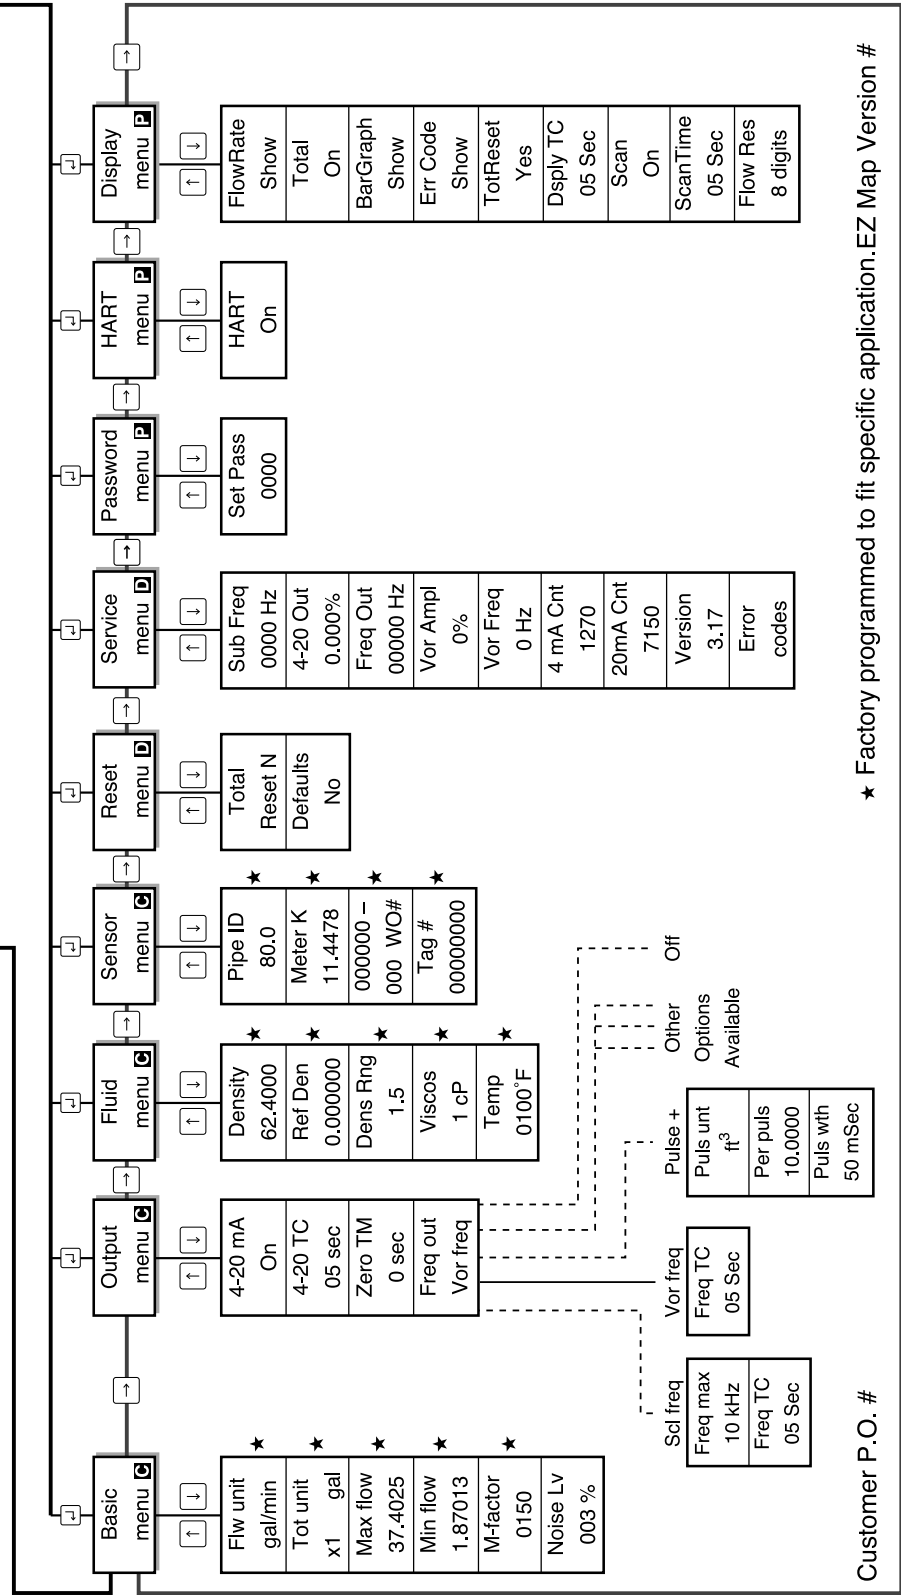 Basic
menu C
Flw unit
gal/min
Tot unit
x1 gal
Max flow
37.4025
Min flow
1.87013
M-factor
0150
Noise Lv
003 %
Output
menu C
4-20 mA
On
4-20 TC
05 sec
Zero TM
0 sec
Freq out
Vor freq
Scl freq
Freq max
10 kHz
Freq TC
05 Sec
Vor freq
Freq TC
05 Sec
Pulse +
Puls unt
ft³
Per puls
10.0000
Puls wth
50 mSec
Other
Options
Available
Off
Fluid
menu C
Density
62.4000
Ref Den
0.000000
Dens Rng
1.5
Viscos
1 cP
Temp
0100°F
Sensor
menu C
Pipe ID
80.0
Meter K
11.4478
000000 –
000 WO#
Tag #
00000000
Reset
menu D
Total
Reset N
Defaults
No
Service
menu D
Sub Freq
0000 Hz
4-20 Out
0.000%
Freq Out
00000 Hz
Vor Ampl
0%
Vor Freq
0 Hz
4 mA Cnt
1270
20mA Cnt
7150
Version
3.17
Error
codes
Password
menu P
Set Pass
0000
HART
menu P
HART
On
Display
menu P
FlowRate
Show
Total
On
BarGraph
Show
Err Code
Show
TotReset
Yes
Dsply TC
05 Sec
Scan
On
ScanTime
05 Sec
Flow Res
8 digits
Customer P.O. #
★ Factory programmed to fit specific application.EZ Map Version #